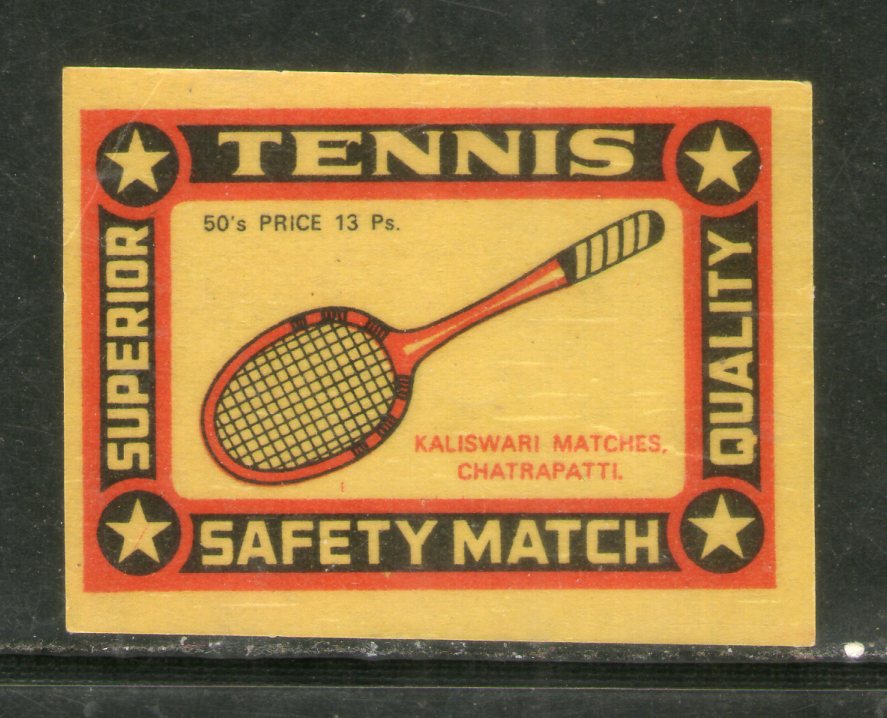 TENNIS
50's PRICE 13 Ps.
SUPERIOR
QUALITY
KALISWARI MATCHES,
CHATRAPATTI.
SAFETY MATCH